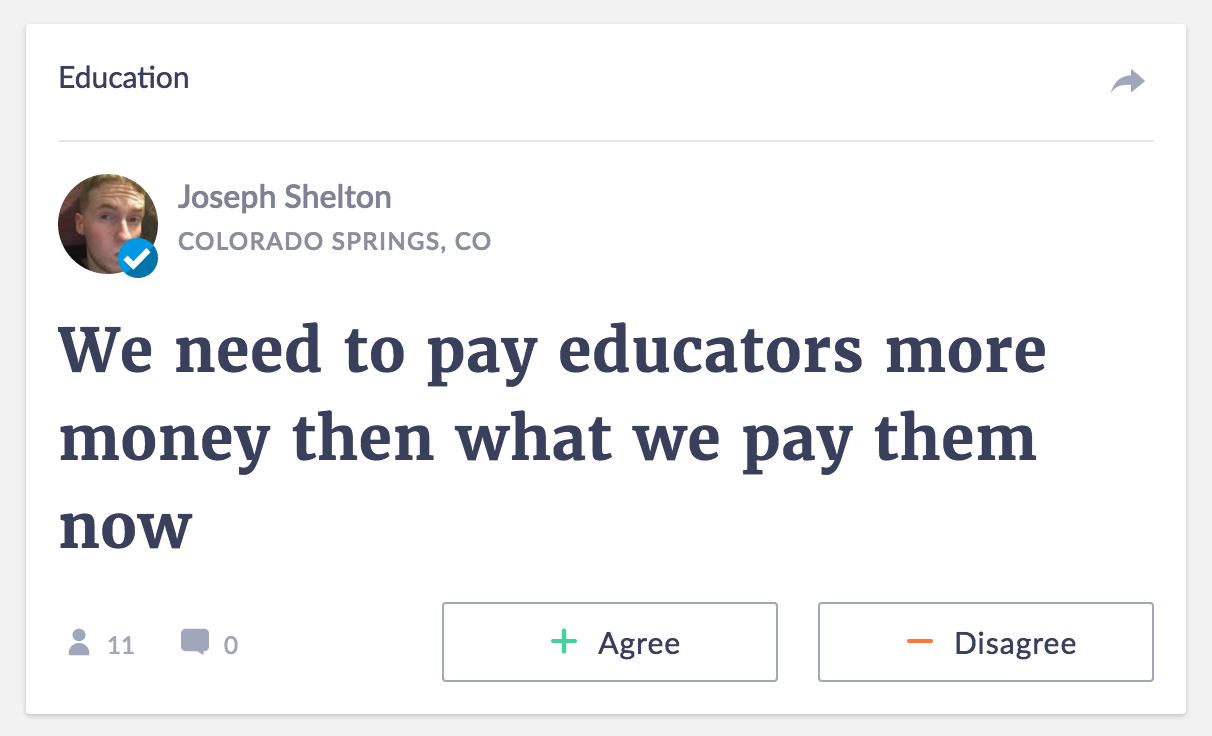 Education
Joseph Shelton
COLORADO SPRINGS, CO
We need to pay educators more
money then what we pay them
now
11 0 Agree Disagree